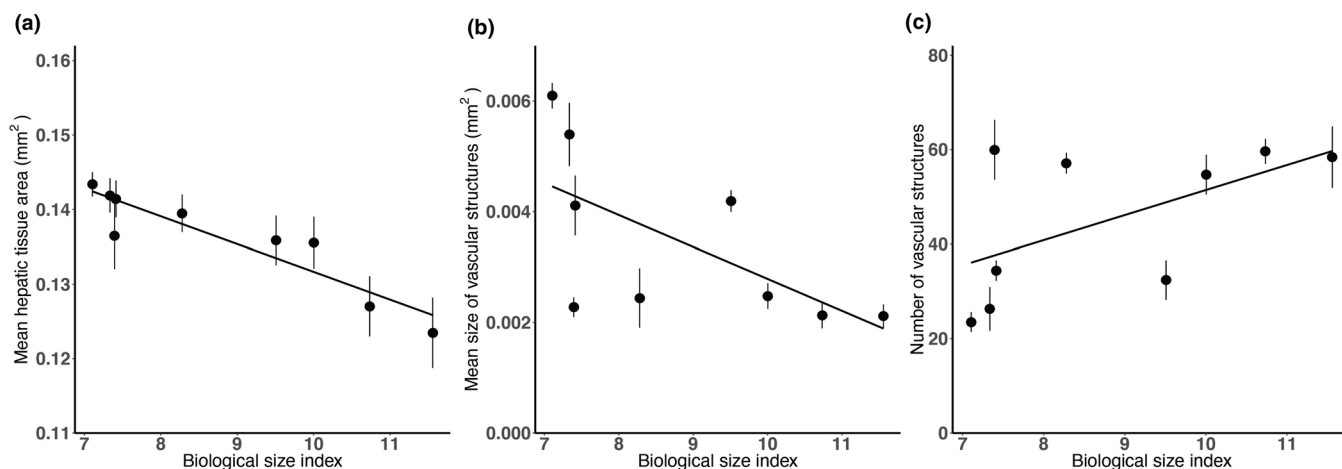 (a)
Mean hepatic tissue area (mm²)
0.16
0.15
0.14
0.13
0.12
0.11
7 8 9 10 11
Biological size index
(b)
Mean size of vascular structures (mm²)
0.006
0.004
0.002
0.000
7 8 9 10 11
Biological size index
(c)
Number of vascular structures
80
60
40
20
0
7 8 9 10 11
Biological size index